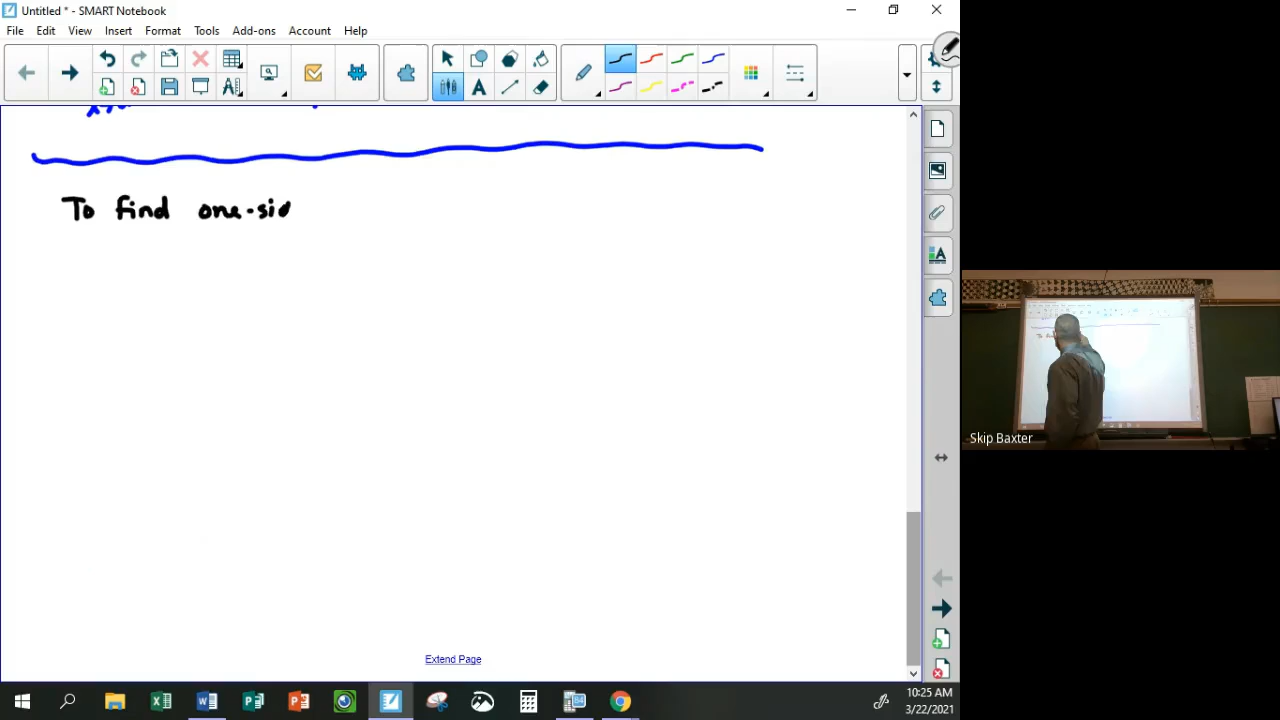 Untitled * - SMART Notebook
File Edit View Insert Format Tools Add-ons Account Help
To find one-sid
Skip Baxter
Extend Page
10:25 AM
3/22/2021